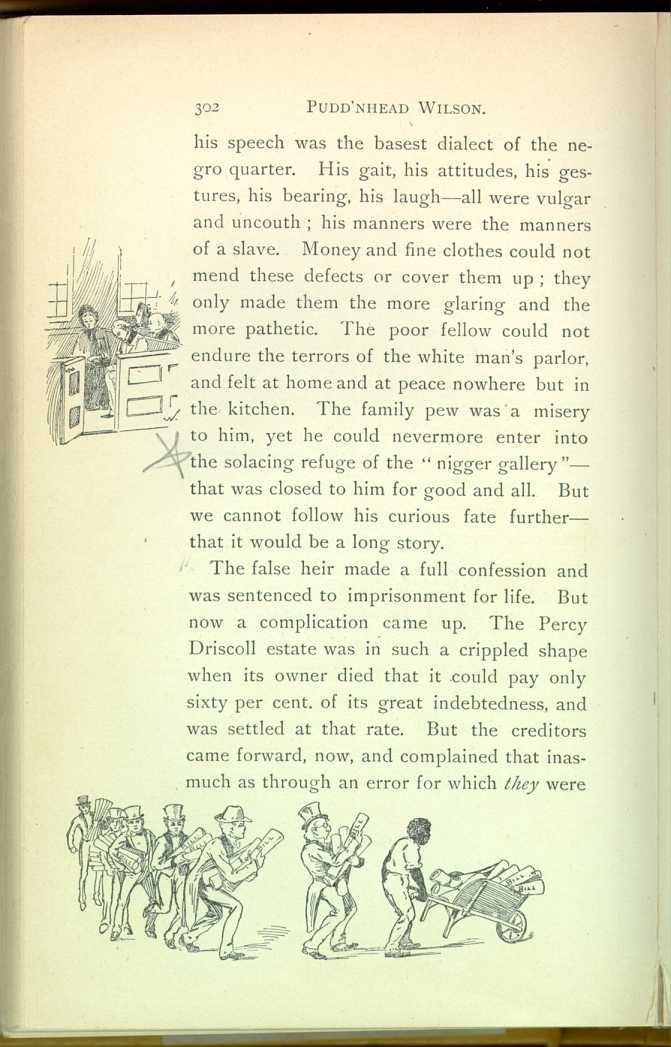 302 PUDD'NHEAD WILSON.
his speech was the basest dialect of the ne-
gro quarter. His gait, his attitudes, his ges-
tures, his bearing, his laugh—all were vulgar
and uncouth ; his manners were the manners
of a slave. Money and fine clothes could not
mend these defects or cover them up ; they
only made them the more glaring and the
more pathetic. The poor fellow could not
endure the terrors of the white man's parlor,
and felt at home and at peace nowhere but in
the kitchen. The family pew was a misery
to him, yet he could nevermore enter into
the solacing refuge of the “ nigger gallery ”—
that was closed to him for good and all. But
we cannot follow his curious fate further—
that it would be a long story.
The false heir made a full confession and
was sentenced to imprisonment for life. But
now a complication came up. The Percy
Driscoll estate was in such a crippled shape
when its owner died that it could pay only
sixty per cent. of its great indebtedness, and
was settled at that rate. But the creditors
came forward, now, and complained that inas-
much as through an error for which they were
BILL
BILL